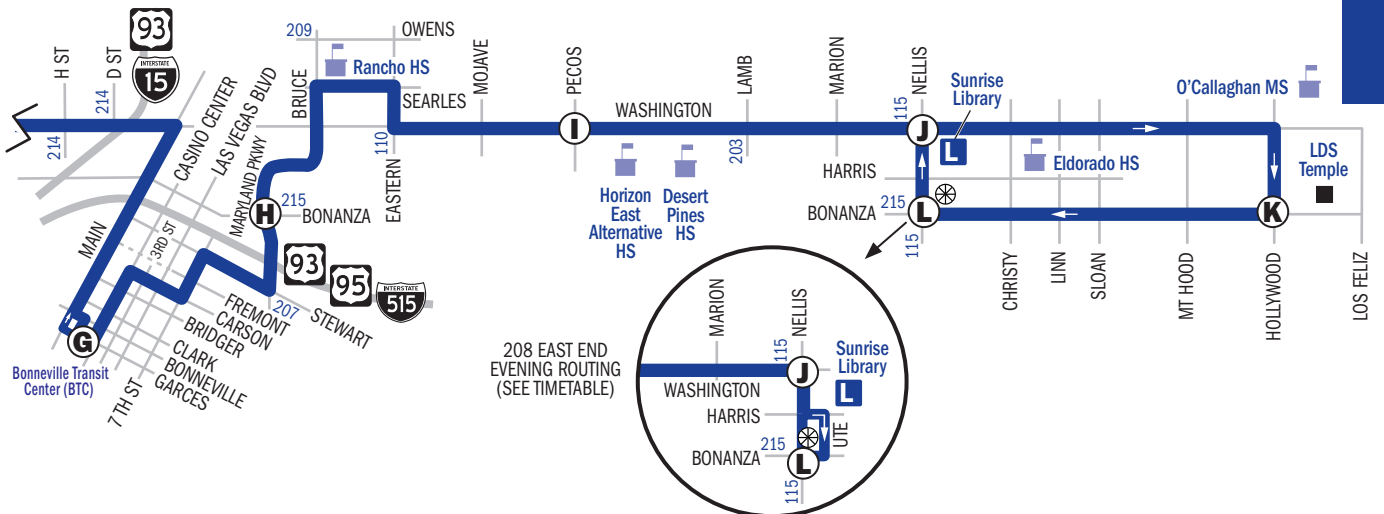 93
INTERSTATE
15
H ST
D ST
214
214
CASINO CENTER
LAS VEGAS BLVD
MAIN
3RD ST
MARYLAND PKWY
BRUCE
209
OWENS
Rancho HS
SEARLES
110
EASTERN
MOJAVE
PECOS
I
WASHINGTON
Horizon
East
Alternative
HS
Desert
Pines
HS
LAMB
203
MARION
NELLIS
115
J
Sunrise
Library
L
HARRIS
Eldorado HS
O'Callaghan MS
LDS
Temple
BONANZA
215
L
115
K
CHRISTY
LINN
SLOAN
MT HOOD
HOLLYWOOD
LOS FELIZ
H
215
BONANZA
93
95
INTERSTATE
515
207
STEWART
FREMONT
CARSON
BRIDGER
CLARK
BONNEVILLE
GARCES
7 TH ST
G
Bonneville Transit
Center (BTC)
208 EAST END
EVENING ROUTING
(SEE TIMETABLE)
MARION
NELLIS
115
J
Sunrise
Library
L
WASHINGTON
HARRIS
UTE
215
BONANZA
L
115